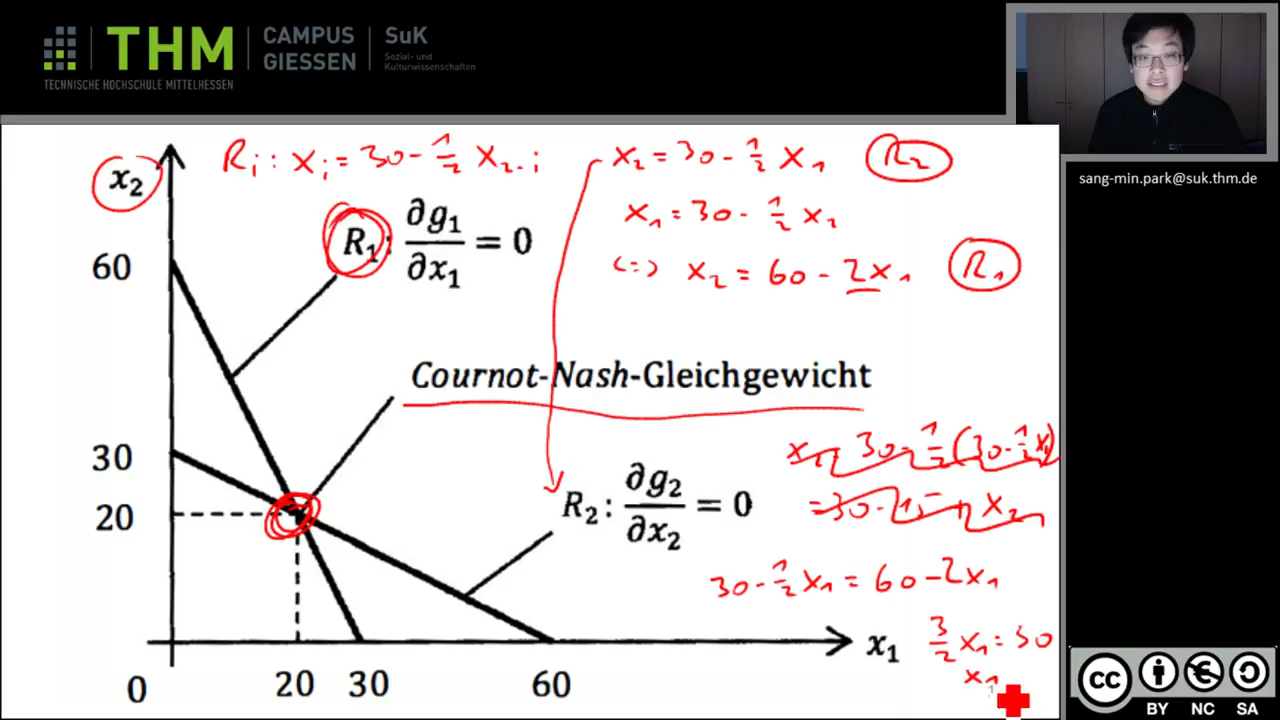 THM
TECHNISCHE HOCHSCHULE MITTELHESSEN
CAMPUS
GIESSEN
SuK
Sozial- und
Kulturwissenschaften
sang-min.park@suk.thm.de
x₂
Rᵢ : xᵢ = 30 - 1/2 x₂₋ᵢ
x₂ = 30 - 1/2 x₁ R₂
x₁ = 30 - 1/2 x₂
(=) x₂ = 60 - 2x₁ R₁
R₁: ∂g₁/∂x₁ = 0
60
Cournot-Nash-Gleichgewicht
30
20
R₂: ∂g₂/∂x₂ = 0
30 - 1/2 x₁ = 60 - 2x₁
3/2 x₁ = 30
x₁
x₁
0
20
30
60
cc
BY NC SA